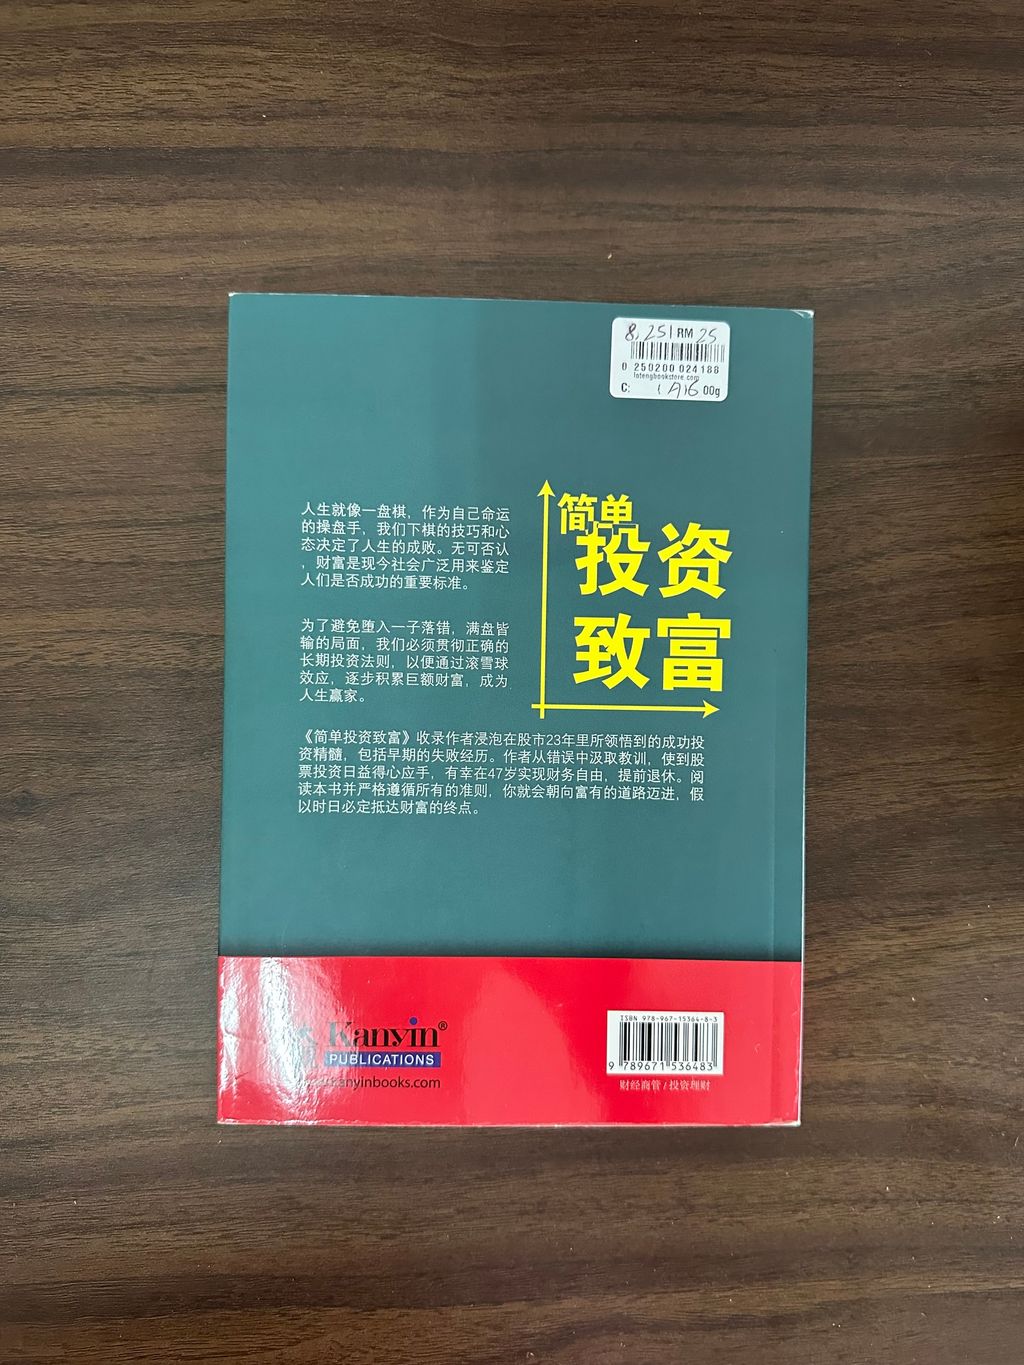 8,251 RM 25
0 250200 024188
lotengbookstore.com
C: 1 A16 00g
简单
投资
致富
人生就像一盘棋，作为自己命运
的操盘手，我们下棋的技巧和心
态决定了人生的成败。无可否认
，财富是现今社会广泛用来鉴定
人们是否成功的重要标准。
为了避免堕入一子落错，满盘皆
输的局面，我们必须贯彻正确的
长期投资法则，以便通过滚雪球
效应，逐步积累巨额财富，成为
人生赢家。
《简单投资致富》收录作者浸泡在股市23年里所领悟到的成功投
资精髓，包括早期的失败经历。作者从错误中汲取教训，使到股
票投资日益得心应手，有幸在47岁实现财务自由，提前退休。阅
读本书并严格遵循所有的准则，你就会朝向富有的道路迈进，假
以时日必定抵达财富的终点。
Kanyin®
PUBLICATIONS
kanyinbooks.com
ISBN 978-967-15364-8-3
9 789671 536483
财经商管 / 投资理财